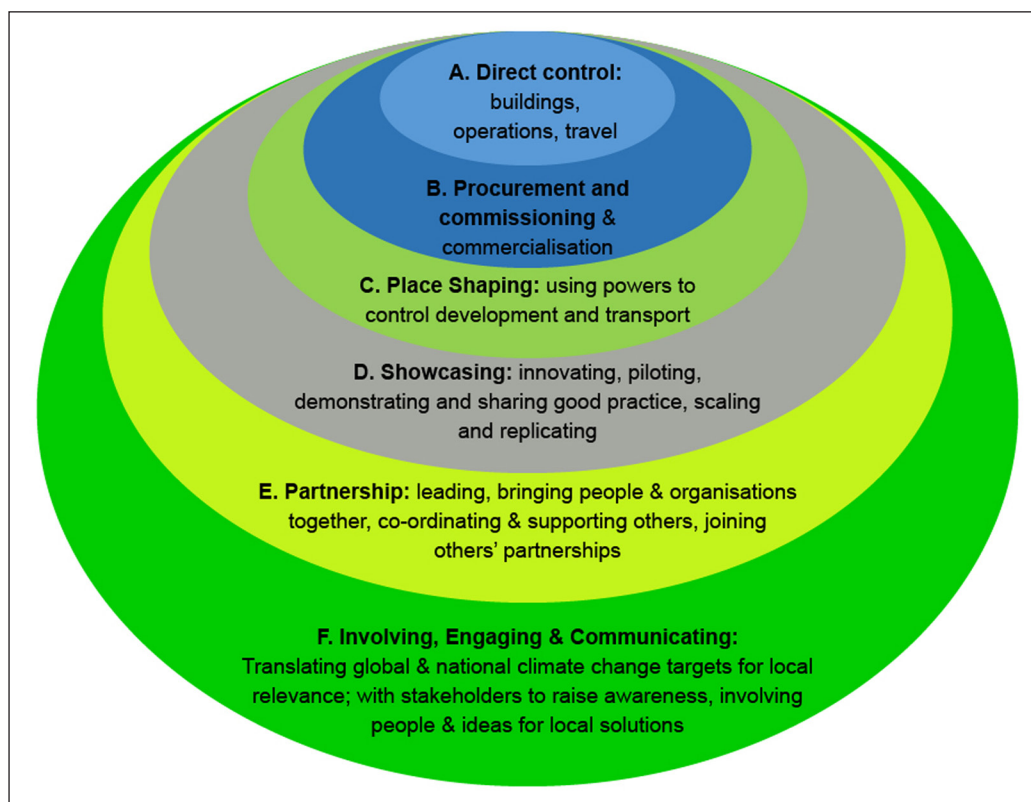 A. Direct control:
buildings,
operations, travel
B. Procurement and
commissioning &
commercialisation
C. Place Shaping: using powers to
control development and transport
D. Showcasing: innovating, piloting,
demonstrating and sharing good practice, scaling
and replicating
E. Partnership: leading, bringing people & organisations
together, co-ordinating & supporting others, joining
others’ partnerships
F. Involving, Engaging & Communicating:
Translating global & national climate change targets for local
relevance; with stakeholders to raise awareness, involving
people & ideas for local solutions